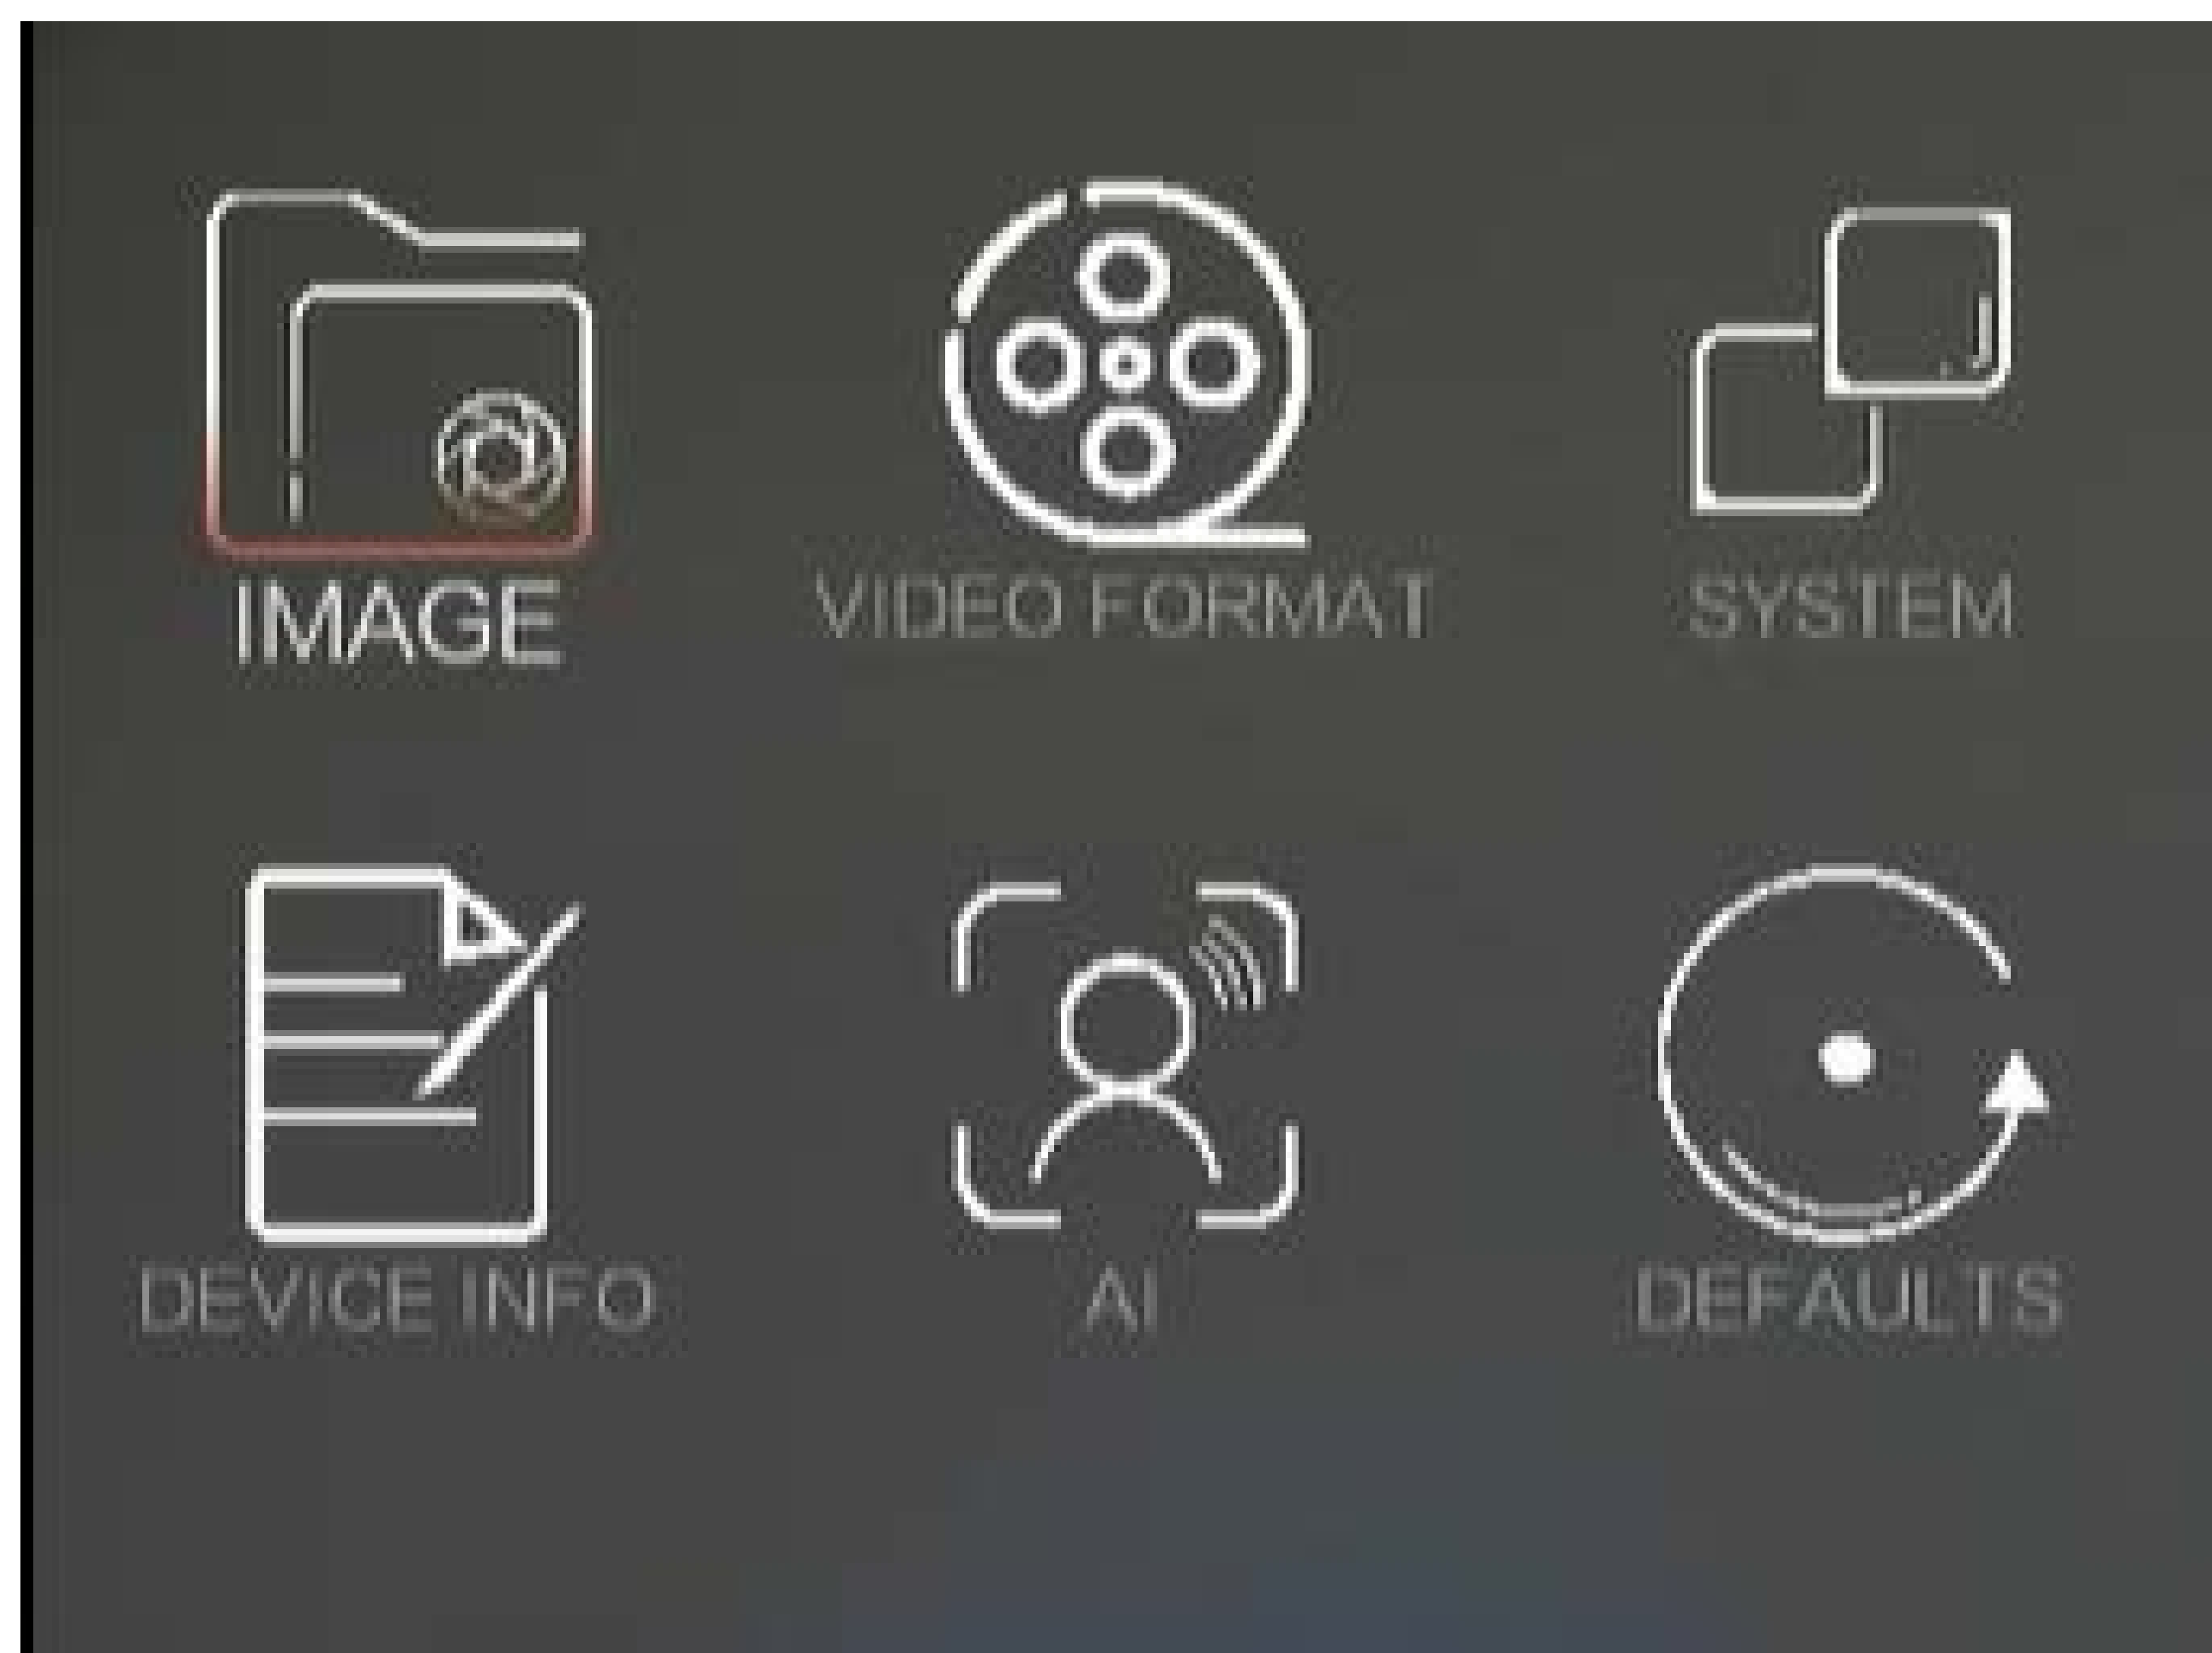 IMAGE
VIDEO FORMAT
SYSTEM
DEVICE INFO
AI
DEFAULTS